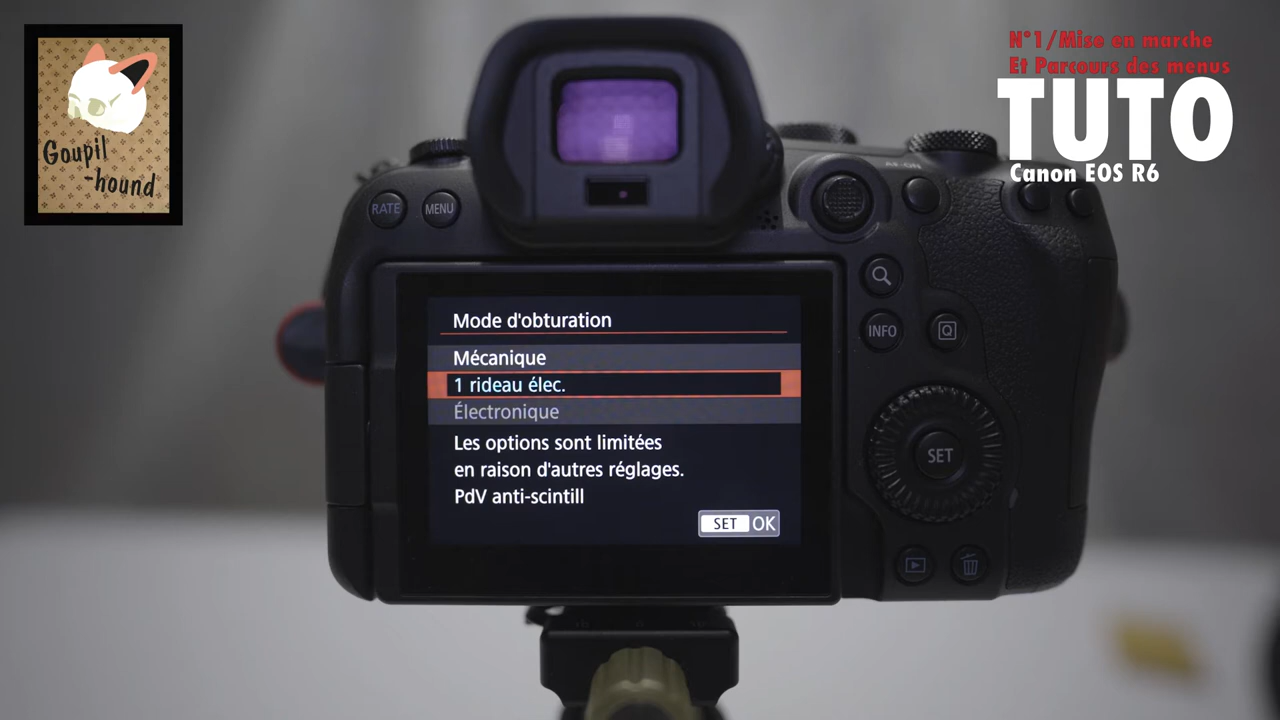 Goupil
-hound
N°1/Mise en marche
Et Parcours des menus
TUTO
Canon EOS R6
AF-ON
RATE
MENU
INFO
Q
SET
Mode d'obturation
Mécanique
1 rideau élec.
Électronique
Les options sont limitées
en raison d'autres réglages.
PdV anti-scintill
SET OK